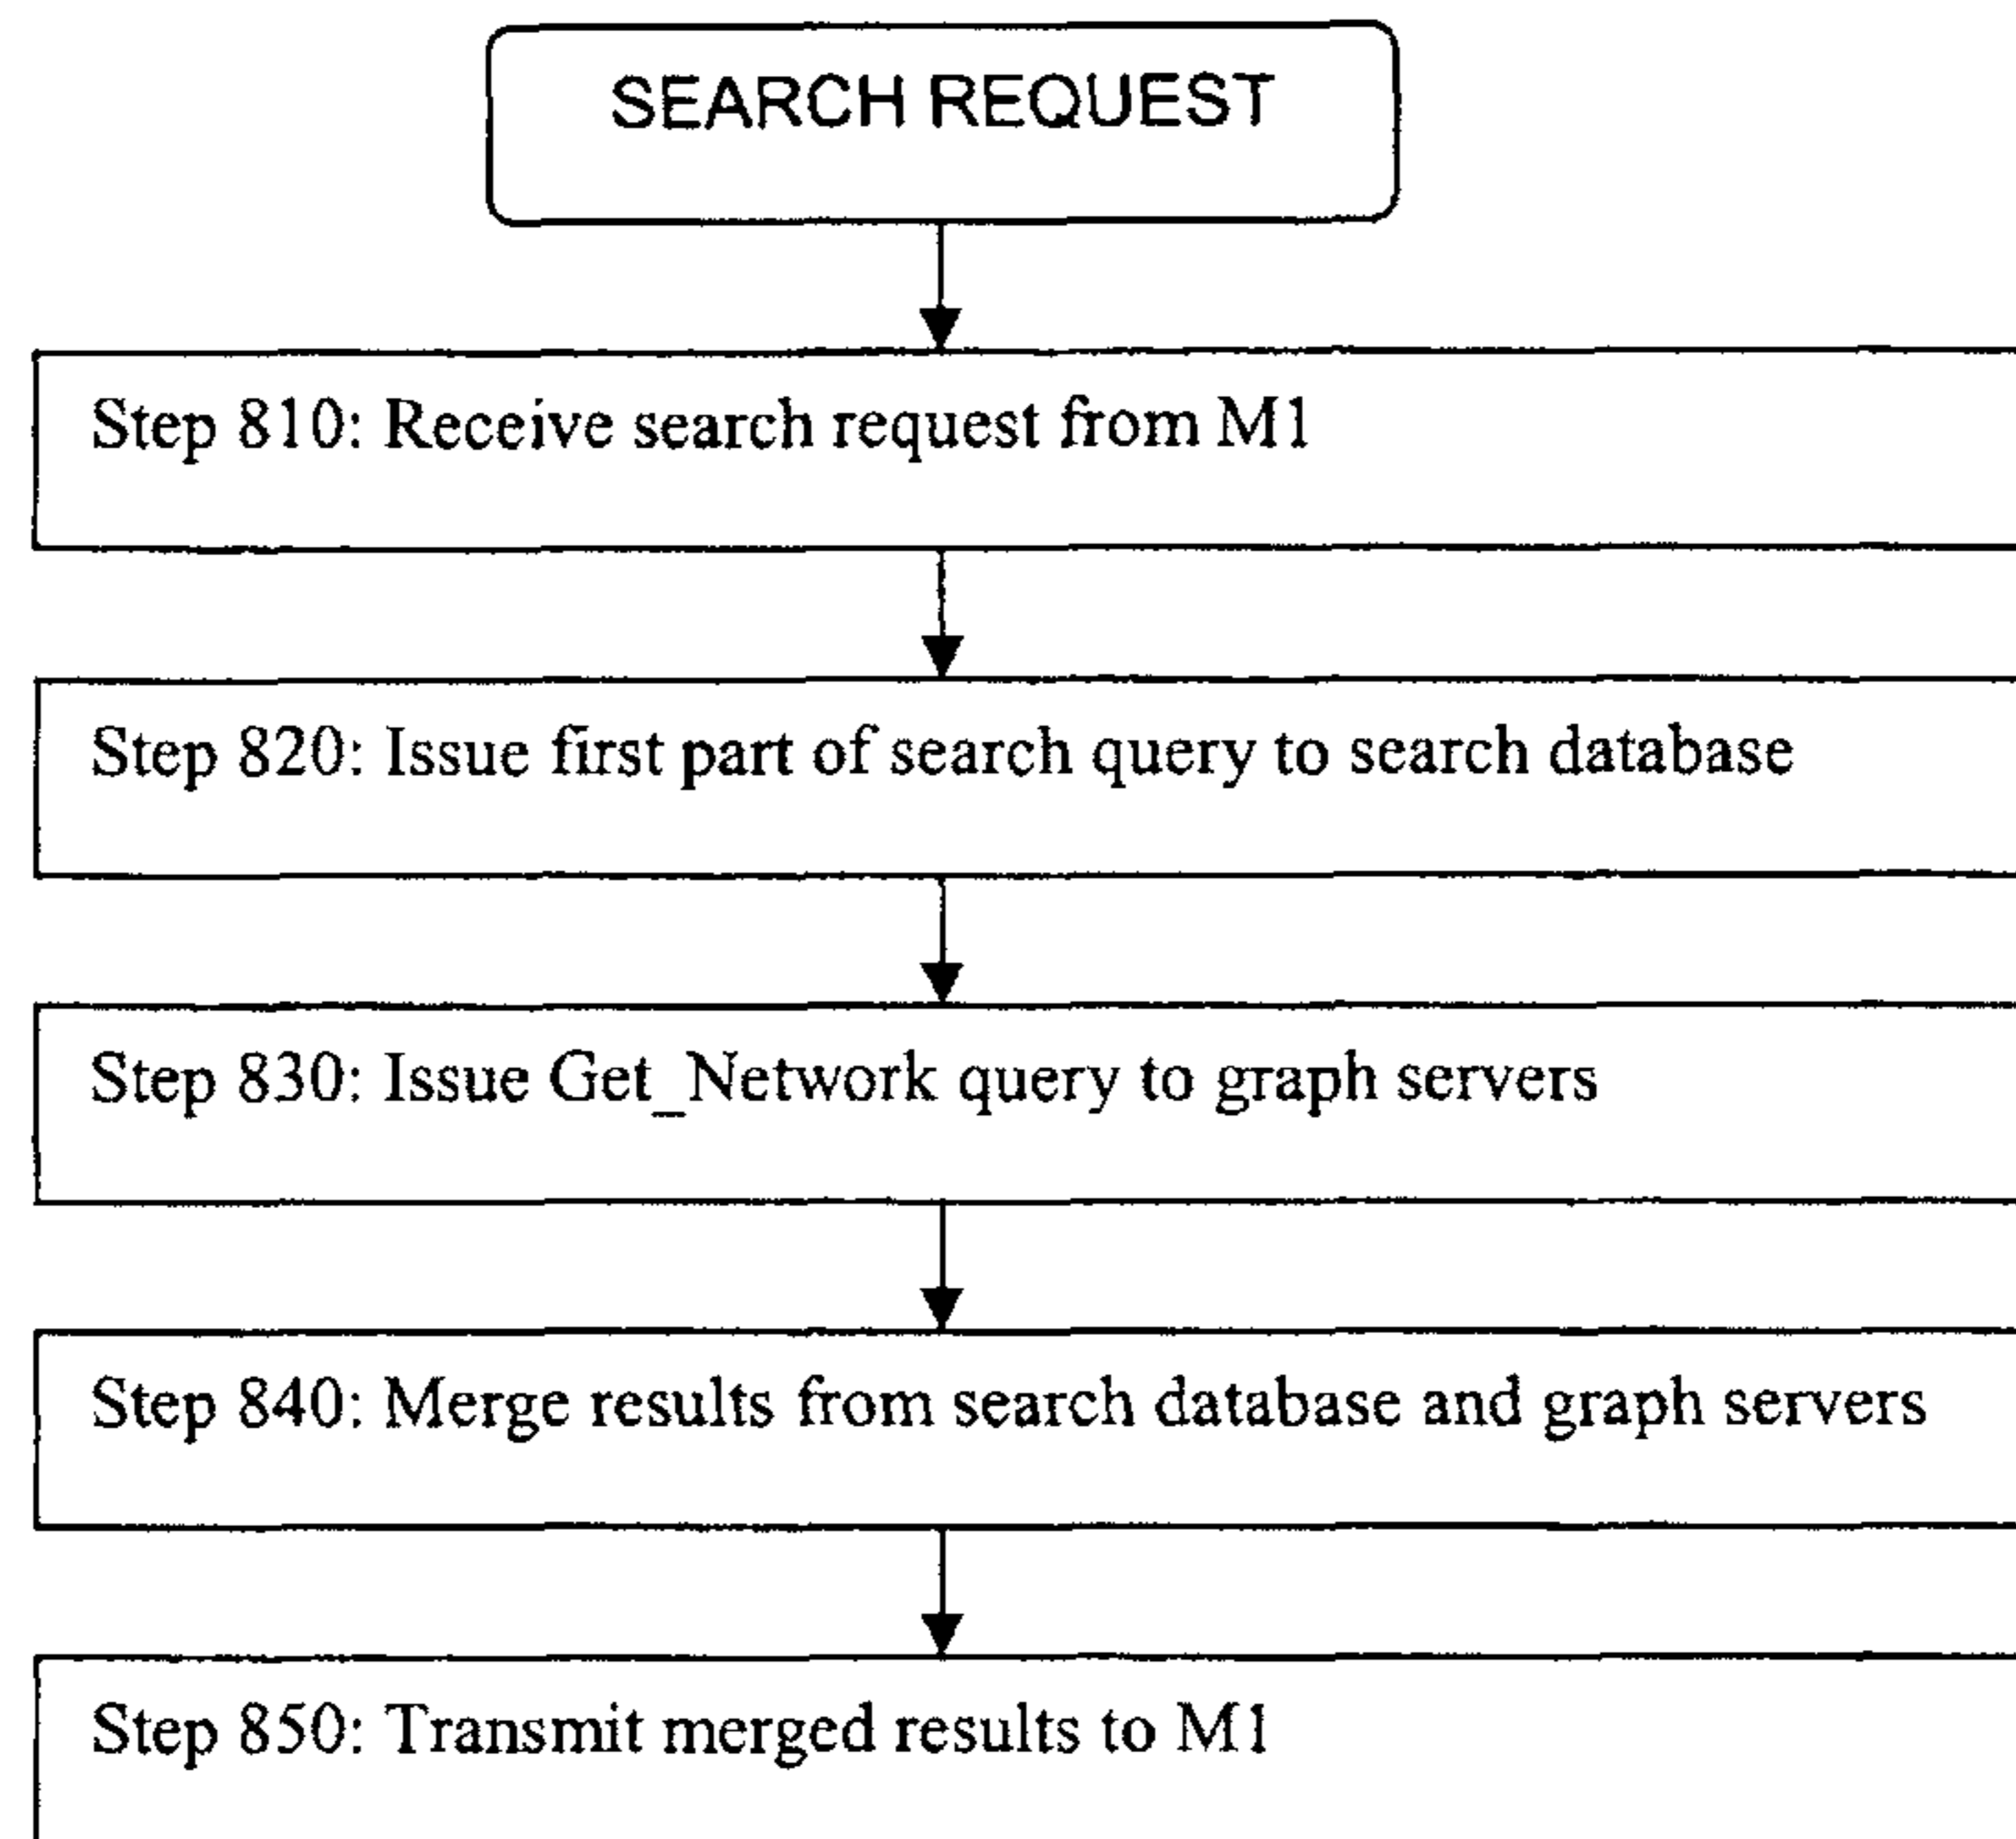 SEARCH REQUEST
Step 810: Receive search request from M1
Step 820: Issue first part of search query to search database
Step 830: Issue Get_Network query to graph servers
Step 840: Merge results from search database and graph servers
Step 850: Transmit merged results to M1